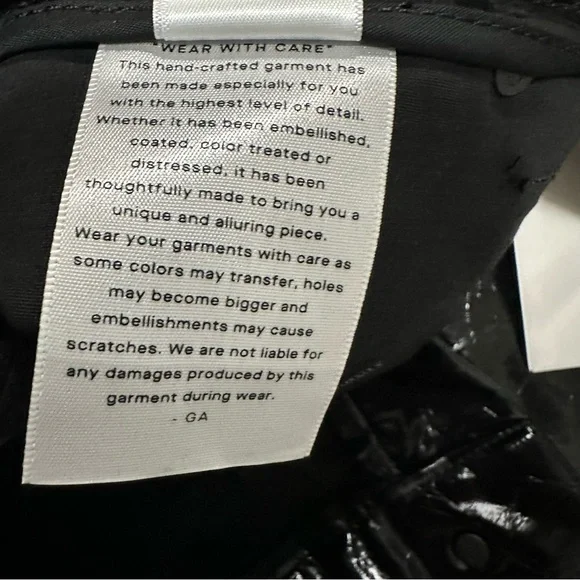 "WEAR WITH CARE"
This hand-crafted garment has
been made especially for you
with the highest level of detail.
Whether it has been embellished,
coated, color treated or
distressed, it has been
thoughtfully made to bring you a
unique and alluring piece.
Wear your garments with care as
some colors may transfer, holes
may become bigger and
embellishments may cause
scratches. We are not liable for
any damages produced by this
garment during wear.
- GA